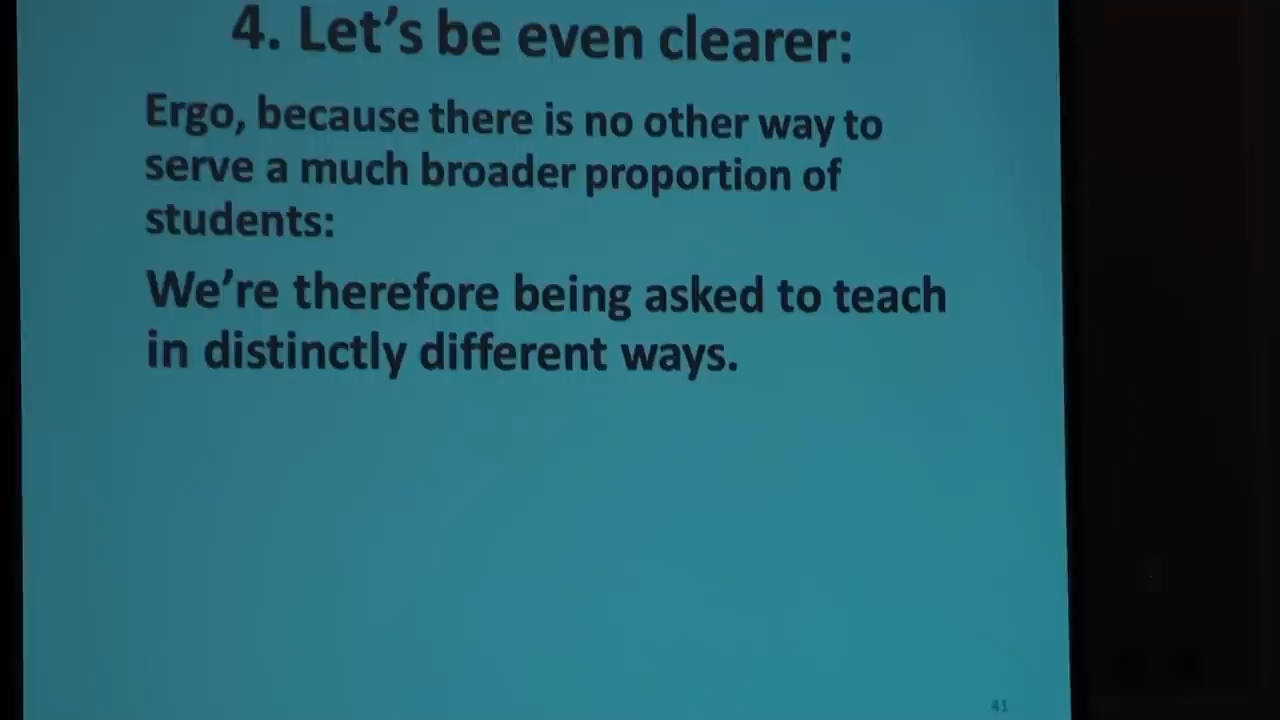 4. Let's be even clearer:
Ergo, because there is no other way to
serve a much broader proportion of
students:
We're therefore being asked to teach
in distinctly different ways.
41